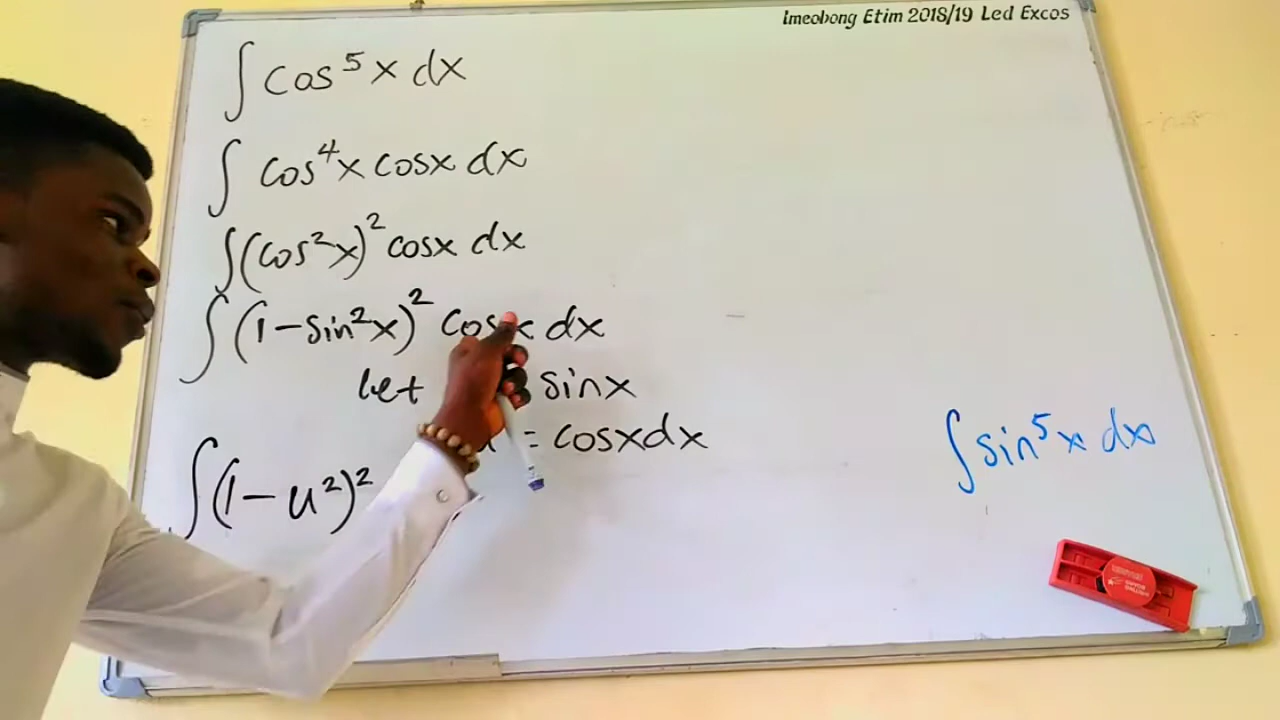 Imeobong Etim 2018/19 Led Excos
∫ Cos⁵x dx
∫ Cos⁴x cosx dx
∫(Cos²x)² cosx dx
∫(1-sin²x)² Cosx dx
let sinx
= cosxdx
∫(1-u²)²
∫sin⁵x dx